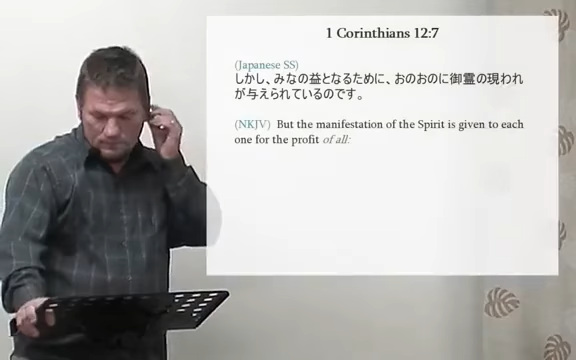 1 Corinthians 12:7
(Japanese SS)
しかし、みなの益となるために、おのおのに御霊の現われ
が与えられているのです。
(NKJV) But the manifestation of the Spirit is given to each
one for the profit of all: